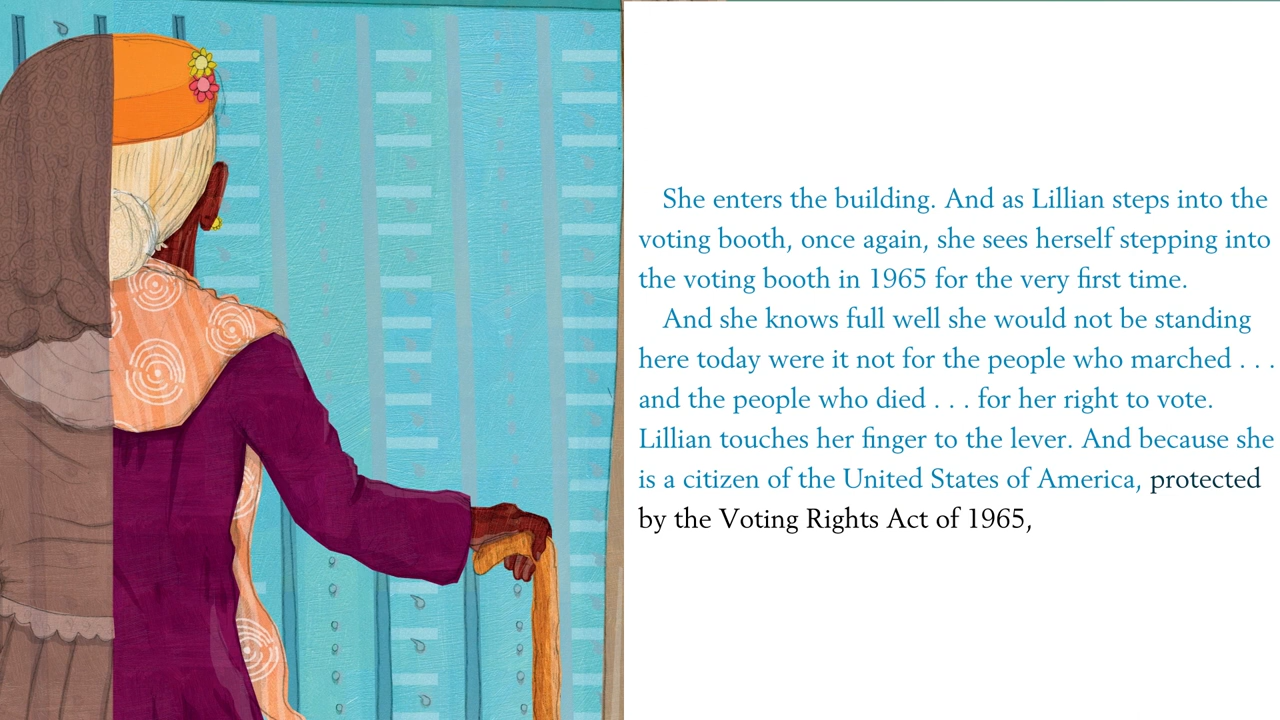 She enters the building. And as Lillian steps into the
voting booth, once again, she sees herself stepping into
the voting booth in 1965 for the very first time.
And she knows full well she would not be standing
here today were it not for the people who marched . . .
and the people who died . . . for her right to vote.
Lillian touches her finger to the lever. And because she
is a citizen of the United States of America, protected
by the Voting Rights Act of 1965,